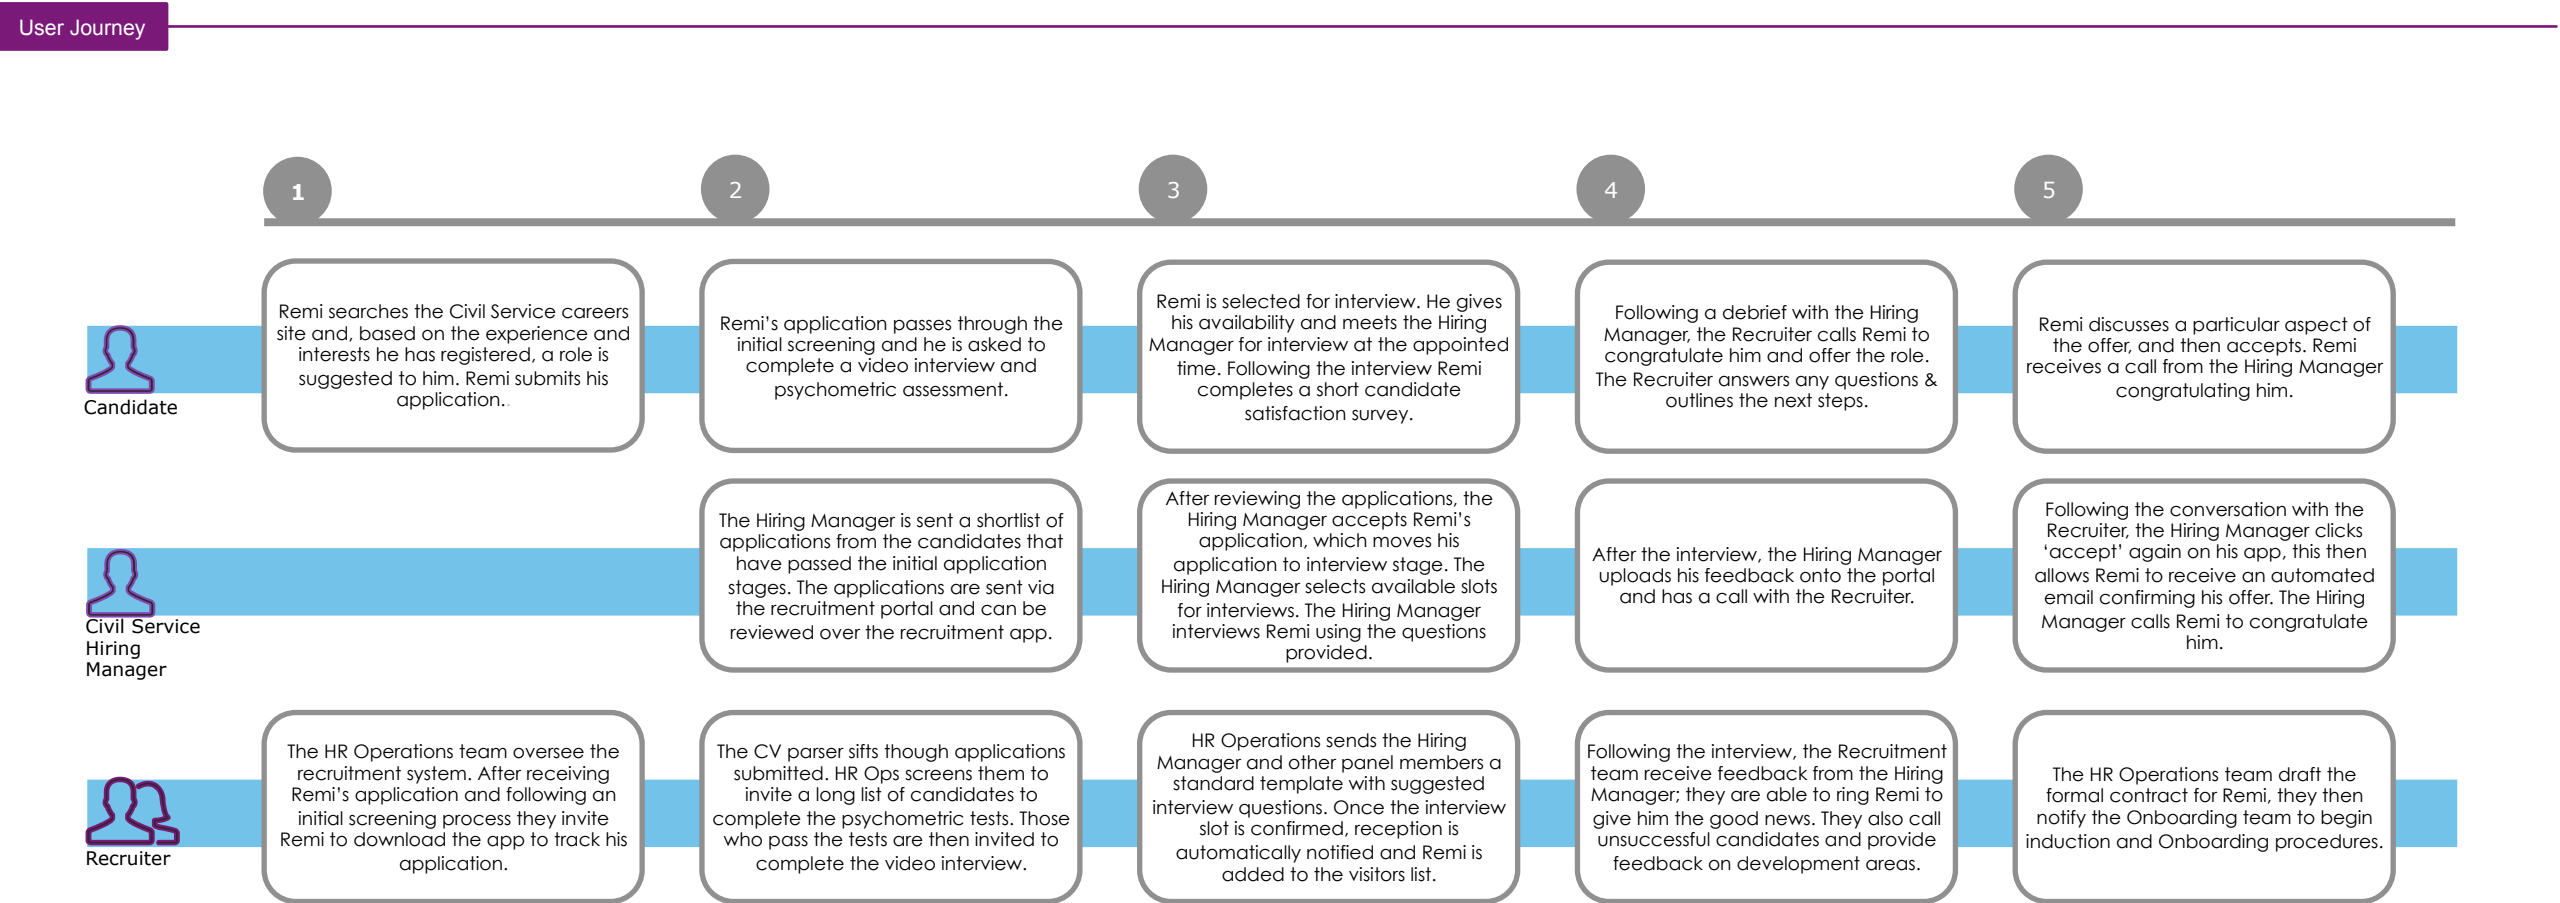 User Journey
1
2
3
4
5
Remi searches the Civil Service careers
site and, based on the experience and
interests he has registered, a role is
suggested to him. Remi submits his
application..
Remi’s application passes through the
initial screening and he is asked to
complete a video interview and
psychometric assessment.
Remi is selected for interview. He gives
his availability and meets the Hiring
Manager for interview at the appointed
time. Following the interview Remi
completes a short candidate
satisfaction survey.
Following a debrief with the Hiring
Manager, the Recruiter calls Remi to
congratulate him and offer the role.
The Recruiter answers any questions &
outlines the next steps.
Remi discusses a particular aspect of
the offer, and then accepts. Remi
receives a call from the Hiring Manager
congratulating him.
Candidate
The Hiring Manager is sent a shortlist of
applications from the candidates that
have passed the initial application
stages. The applications are sent via
the recruitment portal and can be
reviewed over the recruitment app.
After reviewing the applications, the
Hiring Manager accepts Remi’s
application, which moves his
application to interview stage. The
Hiring Manager selects available slots
for interviews. The Hiring Manager
interviews Remi using the questions
provided.
After the interview, the Hiring Manager
uploads his feedback onto the portal
and has a call with the Recruiter.
Following the conversation with the
Recruiter, the Hiring Manager clicks
‘accept’ again on his app, this then
allows Remi to receive an automated
email confirming his offer. The Hiring
Manager calls Remi to congratulate
him.
Civil Service
Hiring
Manager
The HR Operations team oversee the
recruitment system. After receiving
Remi’s application and following an
initial screening process they invite
Remi to download the app to track his
application.
The CV parser sifts though applications
submitted. HR Ops screens them to
invite a long list of candidates to
complete the psychometric tests. Those
who pass the tests are then invited to
complete the video interview.
HR Operations sends the Hiring
Manager and other panel members a
standard template with suggested
interview questions. Once the interview
slot is confirmed, reception is
automatically notified and Remi is
added to the visitors list.
Following the interview, the Recruitment
team receive feedback from the Hiring
Manager; they are able to ring Remi to
give him the good news. They also call
unsuccessful candidates and provide
feedback on development areas.
The HR Operations team draft the
formal contract for Remi, they then
notify the Onboarding team to begin
induction and Onboarding procedures.
Recruiter